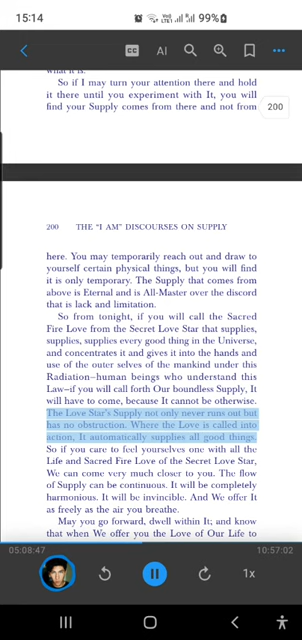 15:14
99%
CC
AI
what it is.
So if I may turn your attention there and hold
it there until you experiment with It, you will
find your Supply comes from there and not from
200
200 THE "I AM" DISCOURSES ON SUPPLY
here. You may temporarily reach out and draw to
yourself certain physical things, but you will find
it is only temporary. The Supply that comes from
above is Eternal and is All-Master over the discord
that is lack and limitation.
So from tonight, if you will call the Sacred
Fire Love from the Secret Love Star that supplies,
supplies, supplies every good thing in the Universe,
and concentrates it and gives it into the hands and
use of the outer selves of the mankind under this
Radiation—human beings who understand this
Law—if you will call forth Our boundless Supply, It
will have to come, because It cannot be otherwise.
The Love Star's Supply not only never runs out but
has no obstruction. Where the Love is called into
action, It automatically supplies all good things.
So if you care to feel yourselves one with all the
Life and Sacred Fire Love of the Secret Love Star,
We can come very much closer to you. The flow
of Supply can be continuous. It will be completely
harmonious. It will be invincible. And We offer It
as freely as the air you breathe.
May you go forward, dwell within It; and know
that when We offer you the Love of Our Life to
05:08:47 10:57:02
1x